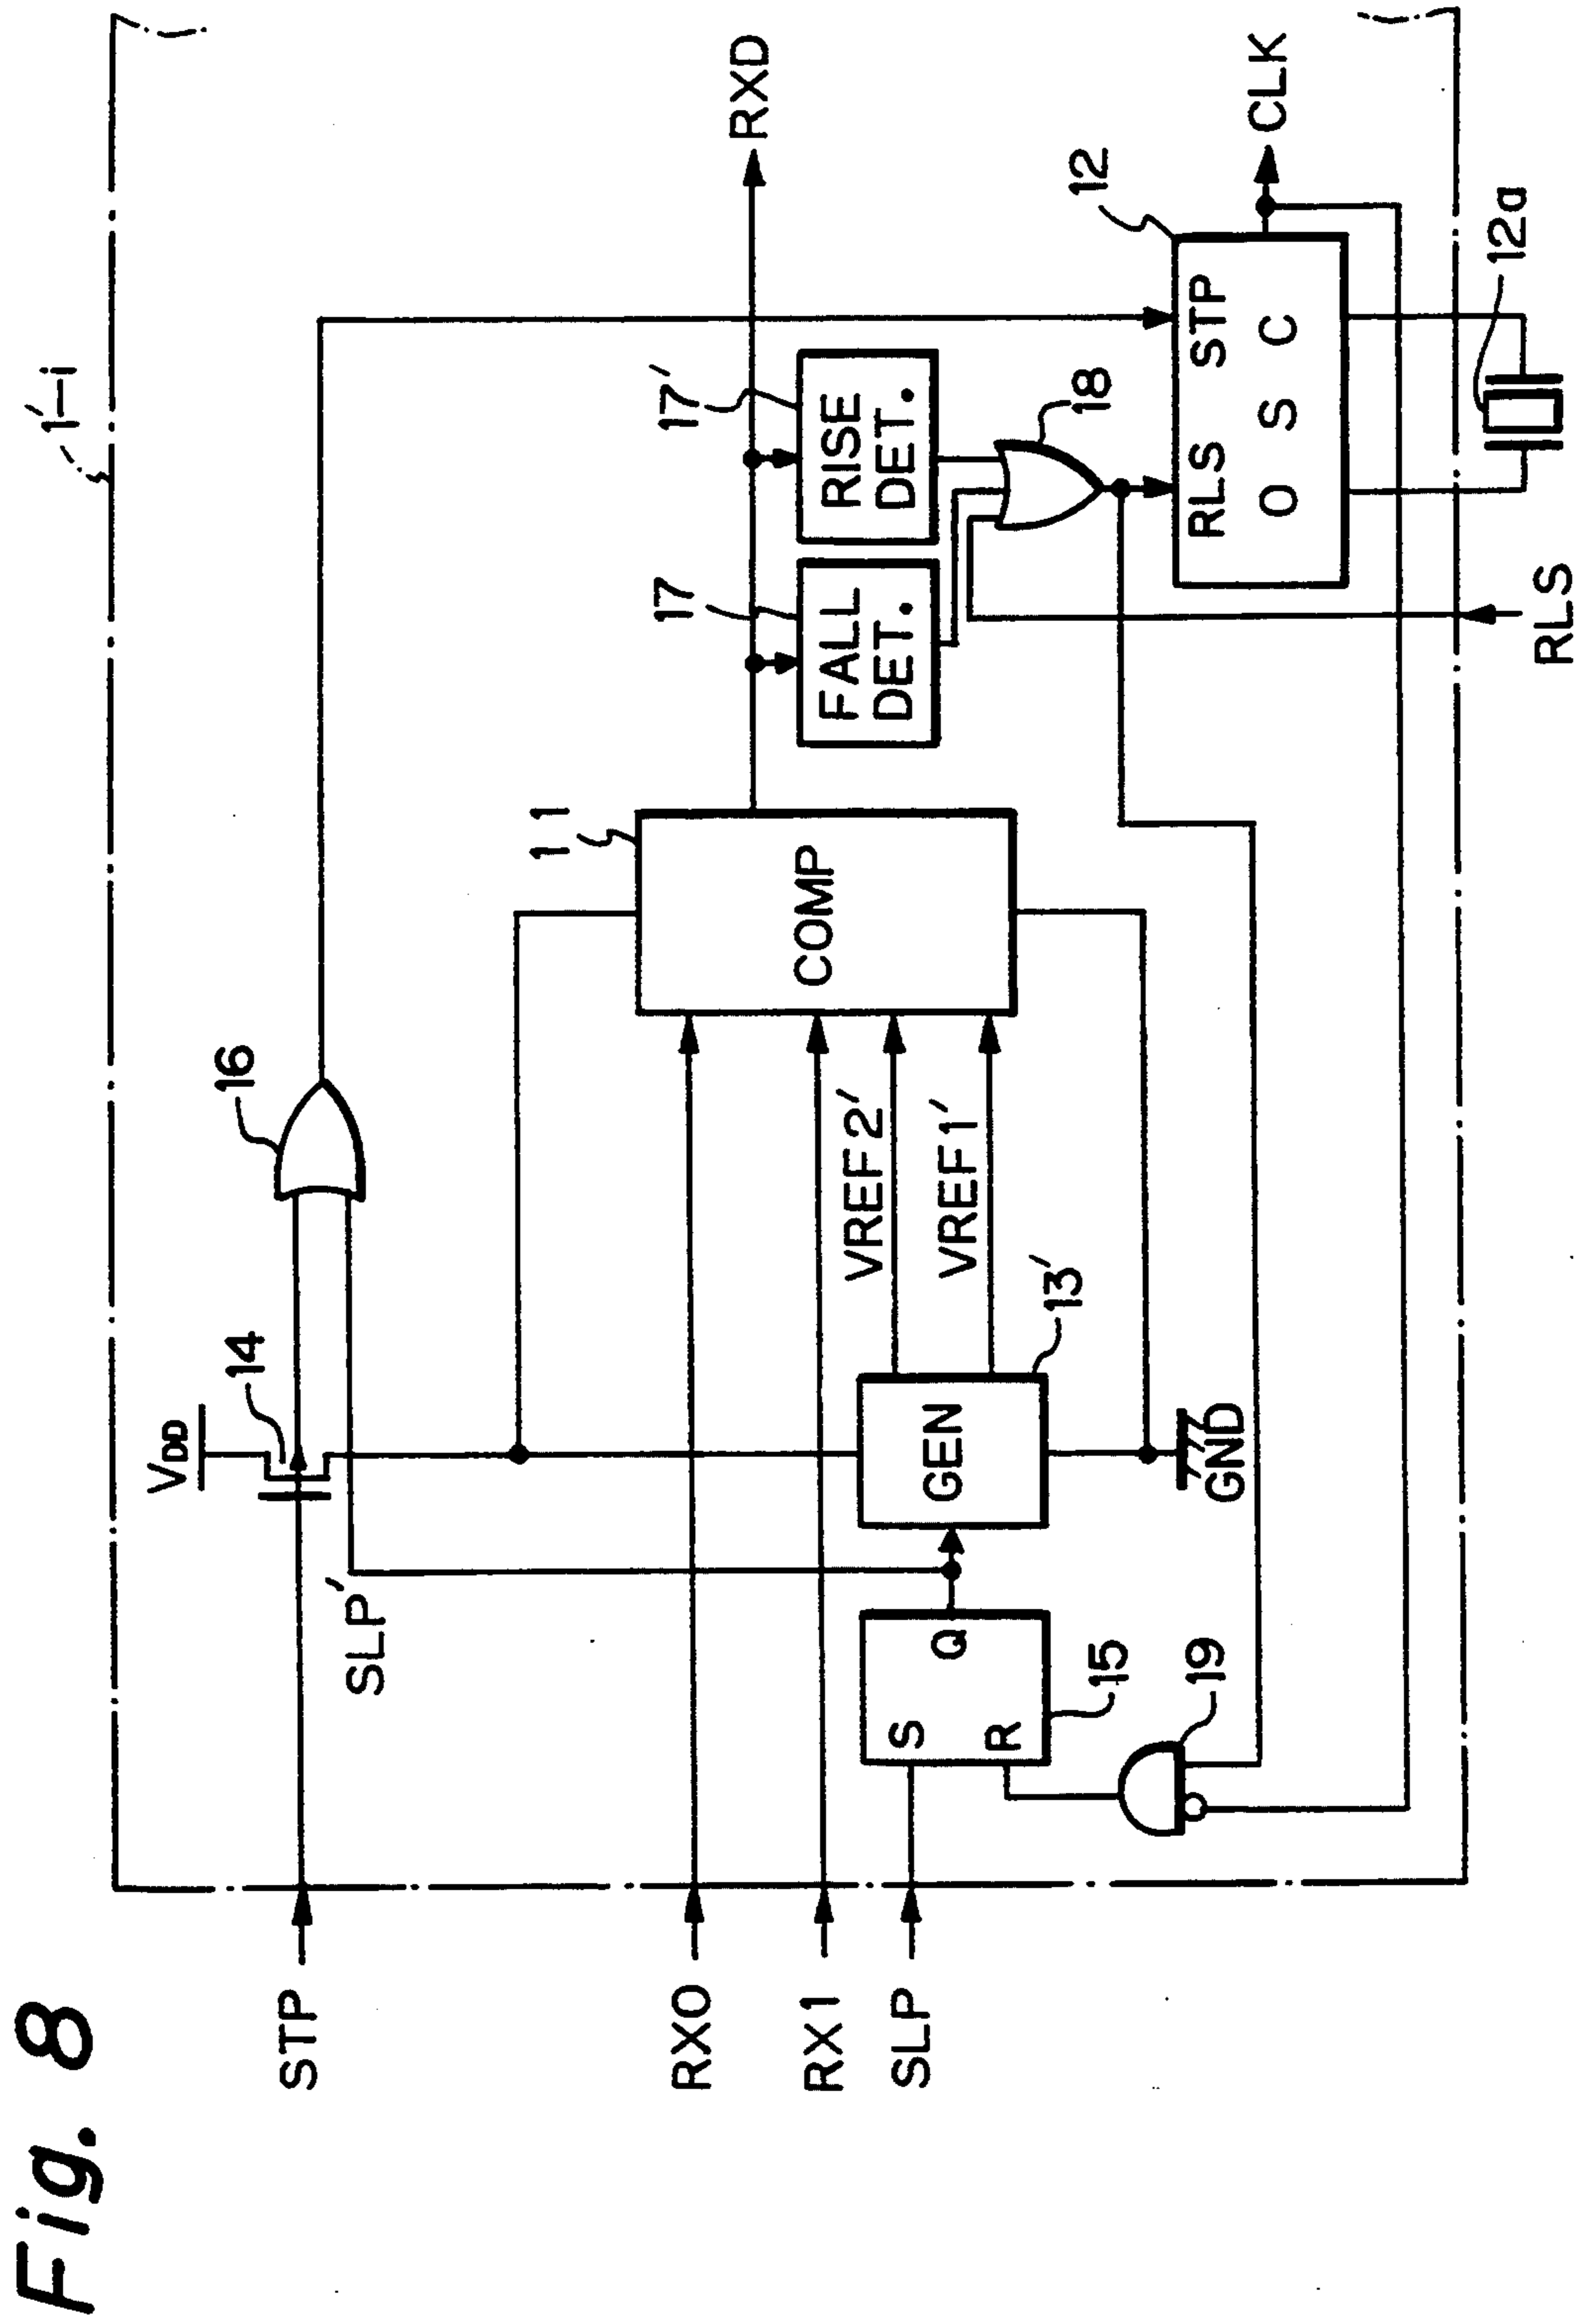 Fig. 8
1'-i
STP
VDD
14
16
SLP'
RX0
RX1
SLP
S
R
Q
15
19
GEN
13'
GND
VREF2'
VREF1'
COMP
11
RXD
FALL
DET.
17
RISE
DET.
17'
18
RLS
STP
OSC
12
CLK
12a
RLS